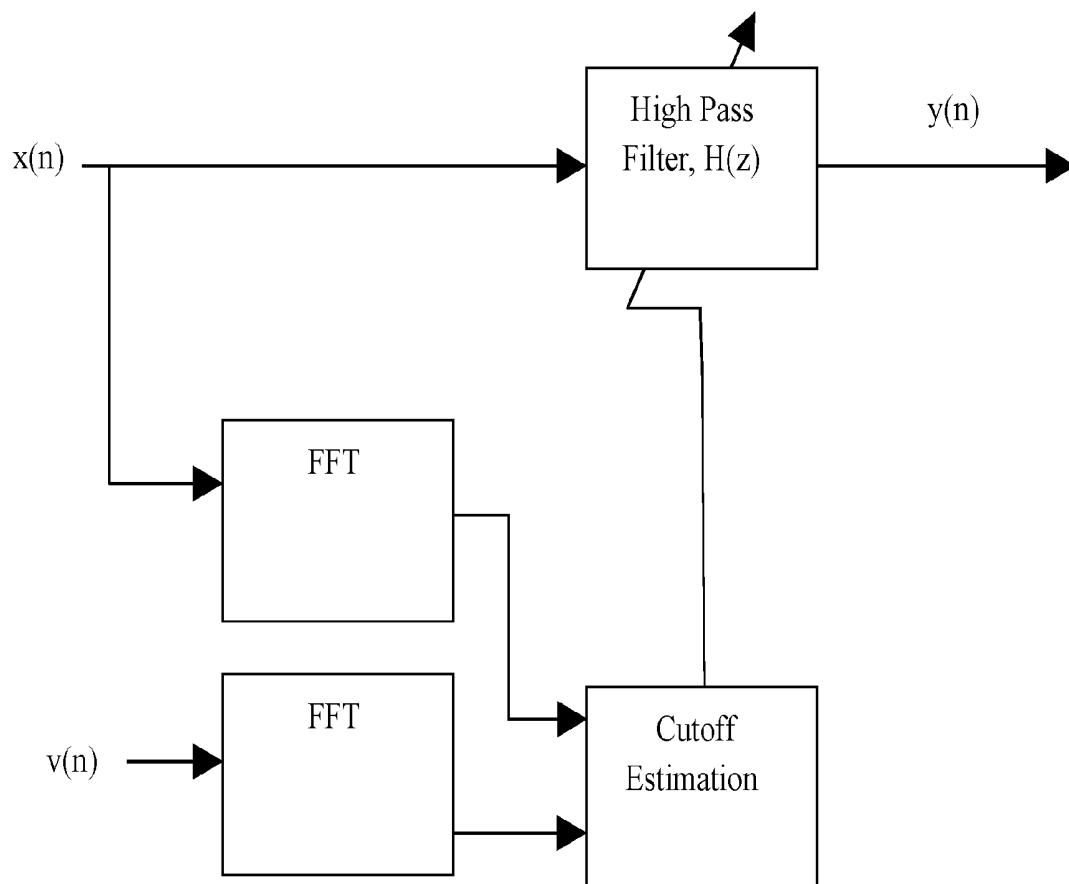 High Pass
Filter, H(z)
y(n)
x(n)
FFT
FFT
v(n)
Cutoff
Estimation